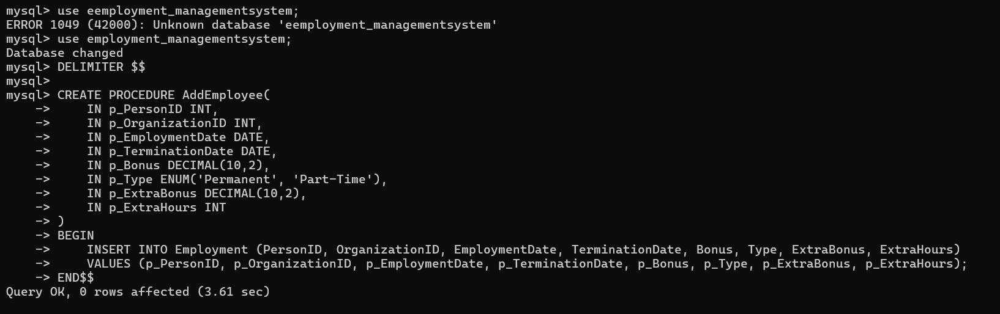 mysql> use eemployment_managementsystem;
ERROR 1049 (42000): Unknown database 'eemployment_managementsystem'
mysql> use employment_managementsystem;
Database changed
mysql> DELIMITER $$
mysql>
mysql> CREATE PROCEDURE AddEmployee(
    ->     IN p_PersonID INT,
    ->     IN p_OrganizationID INT,
    ->     IN p_EmploymentDate DATE,
    ->     IN p_TerminationDate DATE,
    ->     IN p_Bonus DECIMAL(10,2),
    ->     IN p_Type ENUM('Permanent', 'Part-Time'),
    ->     IN p_ExtraBonus DECIMAL(10,2),
    ->     IN p_ExtraHours INT
    -> )
    -> BEGIN
    ->     INSERT INTO Employment (PersonID, OrganizationID, EmploymentDate, TerminationDate, Bonus, Type, ExtraBonus, ExtraHours)
    ->     VALUES (p_PersonID, p_OrganizationID, p_EmploymentDate, p_TerminationDate, p_Bonus, p_Type, p_ExtraBonus, p_ExtraHours);
    -> END$$
Query OK, 0 rows affected (3.61 sec)